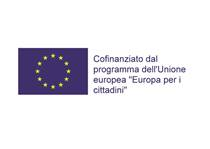 Cofinanziato dal
programma dell'Unione
europea "Europa per i
cittadini"